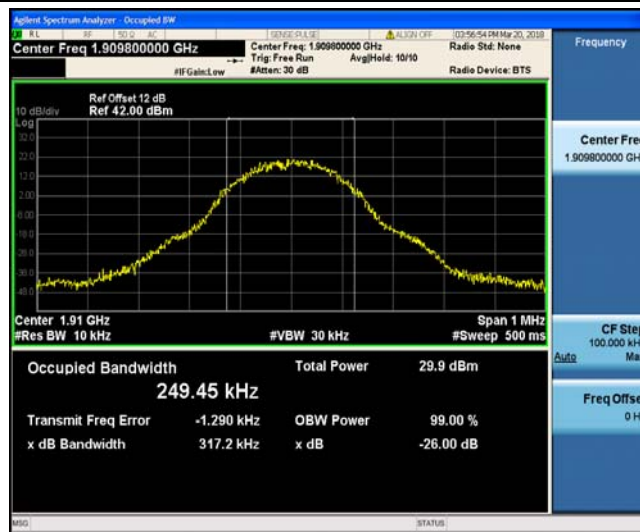 Agilent Spectrum Analyzer - Occupied BW
RL RF 50 Ω AC SENSE:PULSE ALIGN OFF 03:56:54 PM Mar 20, 2018
Center Freq 1.909800000 GHz
Center Freq: 1.909800000 GHz
Radio Std: None
Trig: Free Run Avg|Hold: 10/10
#IFGain:Low #Atten: 30 dB Radio Device: BTS
Ref Offset 12 dB
10 dB/div Ref 42.00 dBm
Log
32.0
22.0
12.0
2.00
-8.00
-18.0
-28.0
-38.0
-48.0
Center 1.91 GHz Span 1 MHz
#Res BW 10 kHz #VBW 30 kHz #Sweep 500 ms
Occupied Bandwidth Total Power 29.9 dBm
249.45 kHz
Transmit Freq Error -1.290 kHz OBW Power 99.00 %
x dB Bandwidth 317.2 kHz x dB -26.00 dB
MSG STATUS
Frequency
Center Fre
1.909800000 GH
CF Step
100.000 kH
Auto Ma
Freq Offse
0 H